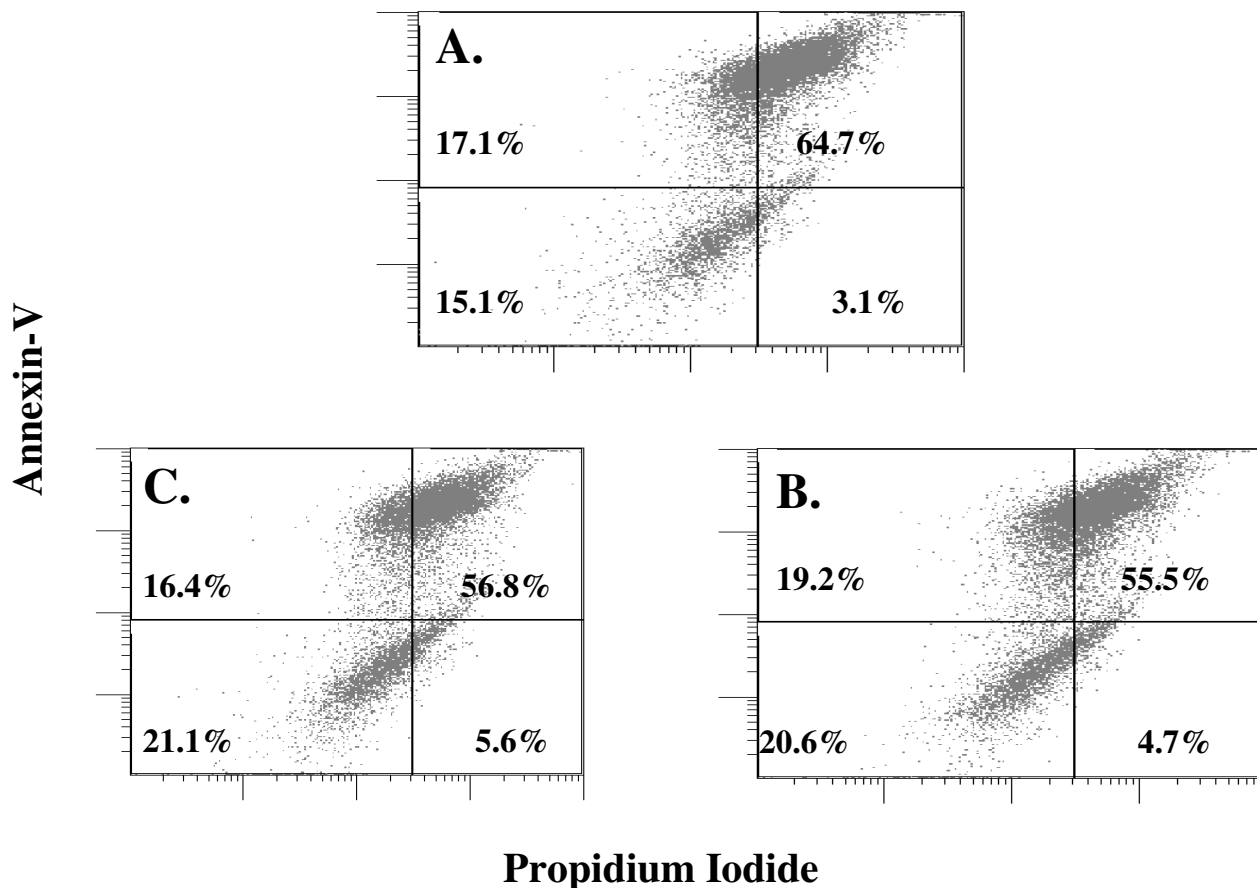 A.
17.1%
64.7%
15.1%
3.1%
Annexin-V
C.
16.4%
56.8%
21.1%
5.6%
B.
19.2%
55.5%
20.6%
4.7%
Propidium Iodide